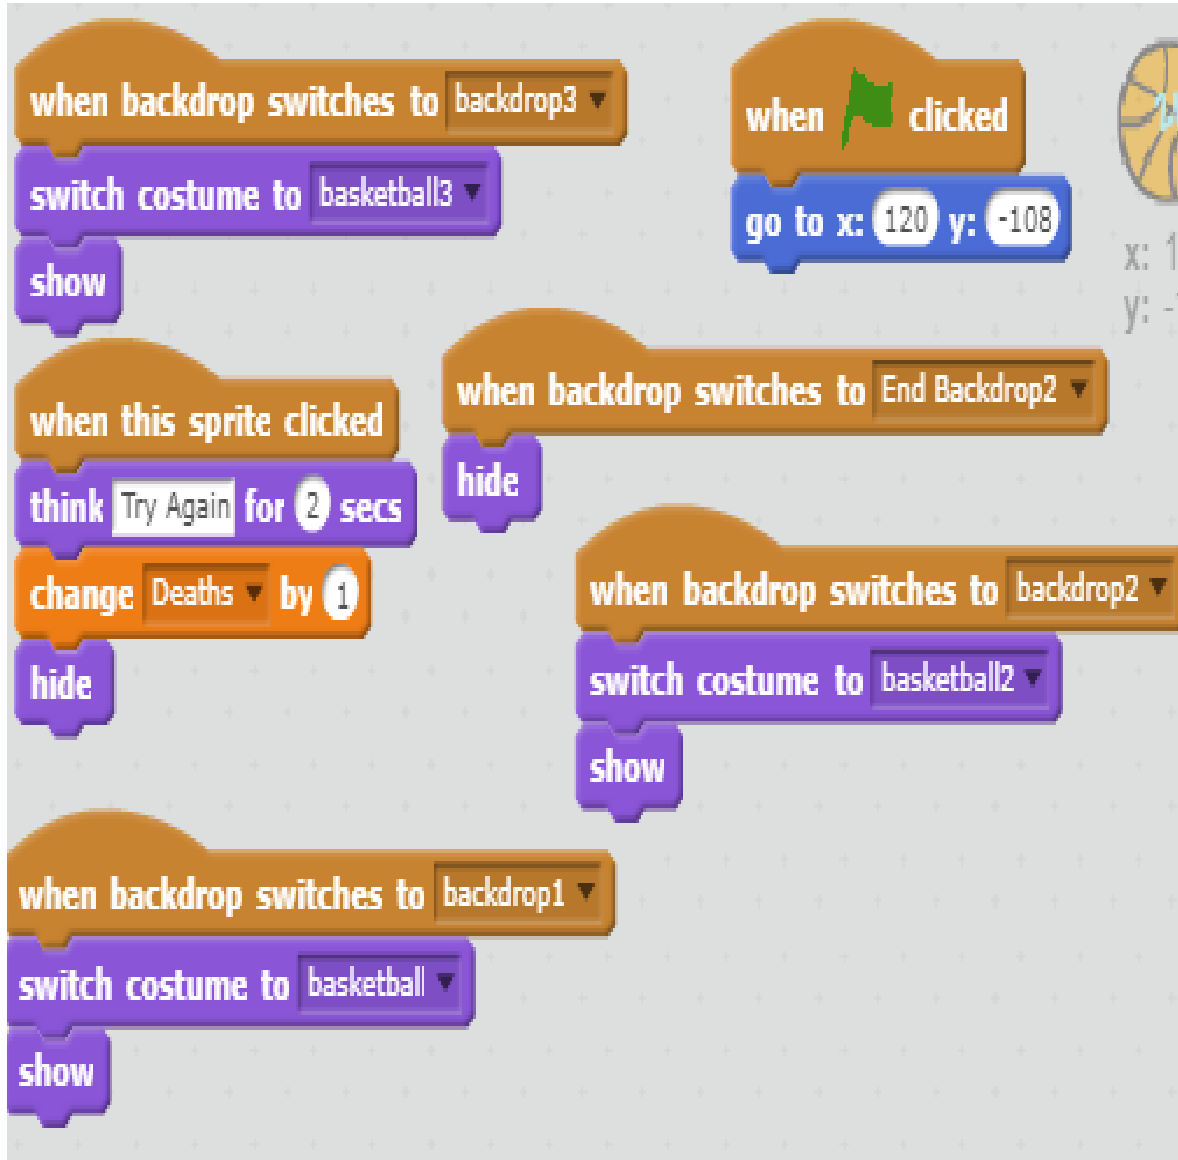 when backdrop switches to backdrop3
switch costume to basketball3
show
when clicked
go to x: 120 y: -108
x: 1
y: -
when this sprite clicked
think Try Again for 2 secs
change Deaths by 1
hide
when backdrop switches to End Backdrop2
hide
when backdrop switches to backdrop2
switch costume to basketball2
show
when backdrop switches to backdrop1
switch costume to basketball
show